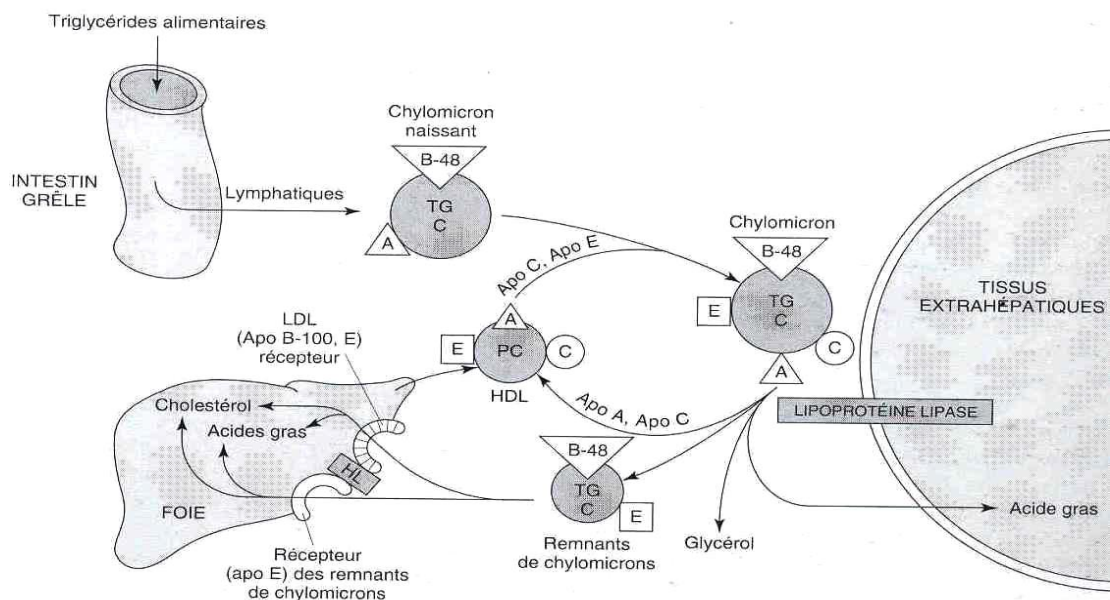 Triglycérides alimentaires
INTESTIN
GRÊLE
Lymphatiques
Chylomicron
naissant
B-48
TG
C
A
Apo C, Apo E
Chylomicron
B-48
TG
C
E
C
A
TISSUS
EXTRAHÉPATIQUES
LIPOPROTÉINE LIPASE
Acide gras
Glycérol
Apo A, Apo C
A
E
PC
C
HDL
LDL
(Apo B-100, E)
récepteur
Cholestérol
Acides gras
HL
FOIE
Récepteur
(apo E) des remnants
de chylomicrons
B-48
TG
C
E
Remnants
de chylomicrons